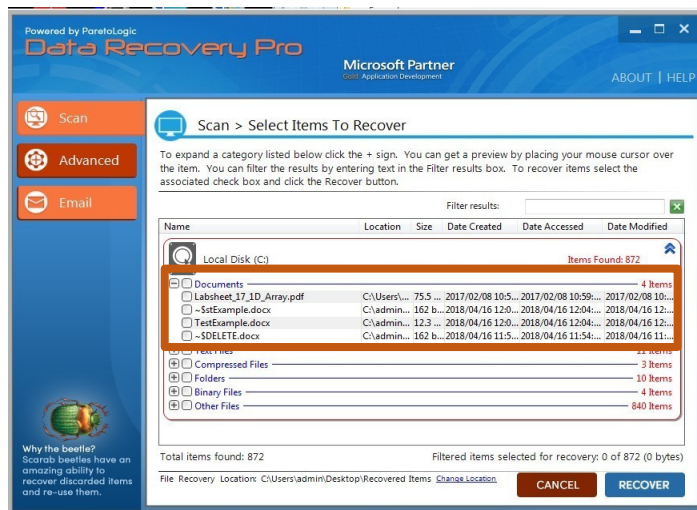 Powered by ParetoLogic
Data Recovery Pro
Microsoft Partner
Gold Application Development
ABOUT | HELP
Scan
Advanced
Email
Scan > Select Items To Recover
To expand a category listed below click the + sign. You can get a preview by placing your mouse cursor over
the item. You can filter the results by entering text in the Filter results box. To recover items select the
associated check box and click the Recover button.
Filter results:
Name Location Size Date Created Date Accessed Date Modified
Local Disk (C:) Items Found: 872
Documents 4 Items
Labsheet_17_1D_Array.pdf C:\Users\... 75.5 ... 2017/02/08 10:5... 2017/02/08 10:59:... 2017/02/08 10:...
~$stExample.docx C:\admin... 162 b... 2018/04/16 12:0... 2018/04/16 12:04:... 2018/04/16 12:...
TestExample.docx C:\admin... 12.3 ... 2018/04/16 12:0... 2018/04/16 12:04:... 2018/04/16 12:...
~$DELETE.docx C:\admin... 162 b... 2018/04/16 11:5... 2018/04/16 11:54:... 2018/04/16 11:...
Text Files 11 Items
Compressed Files 3 Items
Folders 10 Items
Binary Files 4 Items
Other Files 840 Items
Why the beetle?
Scarab beetles have an
amazing ability to
recover discarded items
and re-use them.
Total items found: 872 Filtered items selected for recovery: 0 of 872 (0 bytes)
File Recovery Location: C:\Users\admin\Desktop\Recovered Items Change Location
CANCEL RECOVER